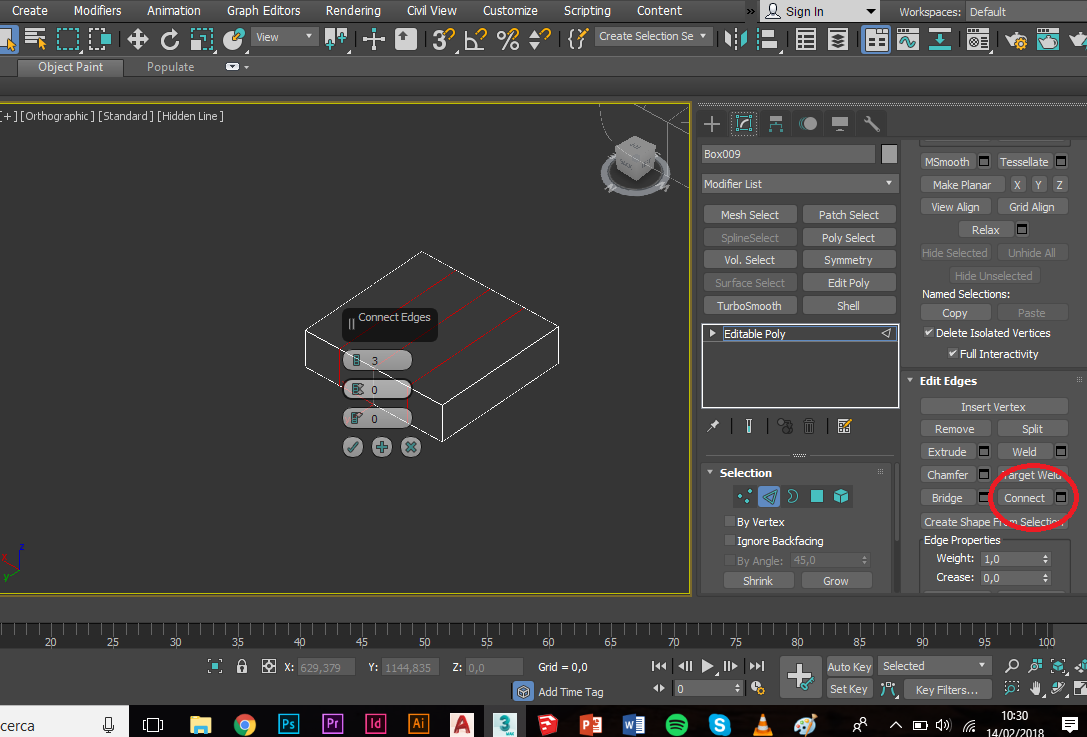 Create Modifiers Animation Graph Editors Rendering Civil View Customize Scripting Content » Sign In Workspaces: Default
View 3 Create Selection Se
Object Paint Populate
[+] [Orthographic] [Standard] [Hidden Line]
Box009
Modifier List
Mesh Select Patch Select
SplineSelect Poly Select
Vol. Select Symmetry
Surface Select Edit Poly
TurboSmooth Shell
Editable Poly
Selection
By Vertex
Ignore Backfacing
By Angle: 45,0
Shrink Grow
MSmooth Tessellate
Make Planar X Y Z
View Align Grid Align
Relax
Hide Selected Unhide All
Hide Unselected
Named Selections:
Copy Paste
Delete Isolated Vertices
Full Interactivity
Edit Edges
Insert Vertex
Remove Split
Extrude Weld
Chamfer Target Weld
Bridge Connect
Create Shape From Selection
Edge Properties
Weight: 1,0
Crease: 0,0
Connect Edges
3
0
0
z
x
y
20 25 30 35 40 45 50 55 60 65 70 75 80 85 90 95 100
X: 629,379 Y: 1144,835 Z: 0,0 Grid = 0,0
Add Time Tag
0
Auto Key Selected
Set Key Key Filters...
cerca
Ps Pr Id Ai A 3 P W S
10:30
14/02/2018